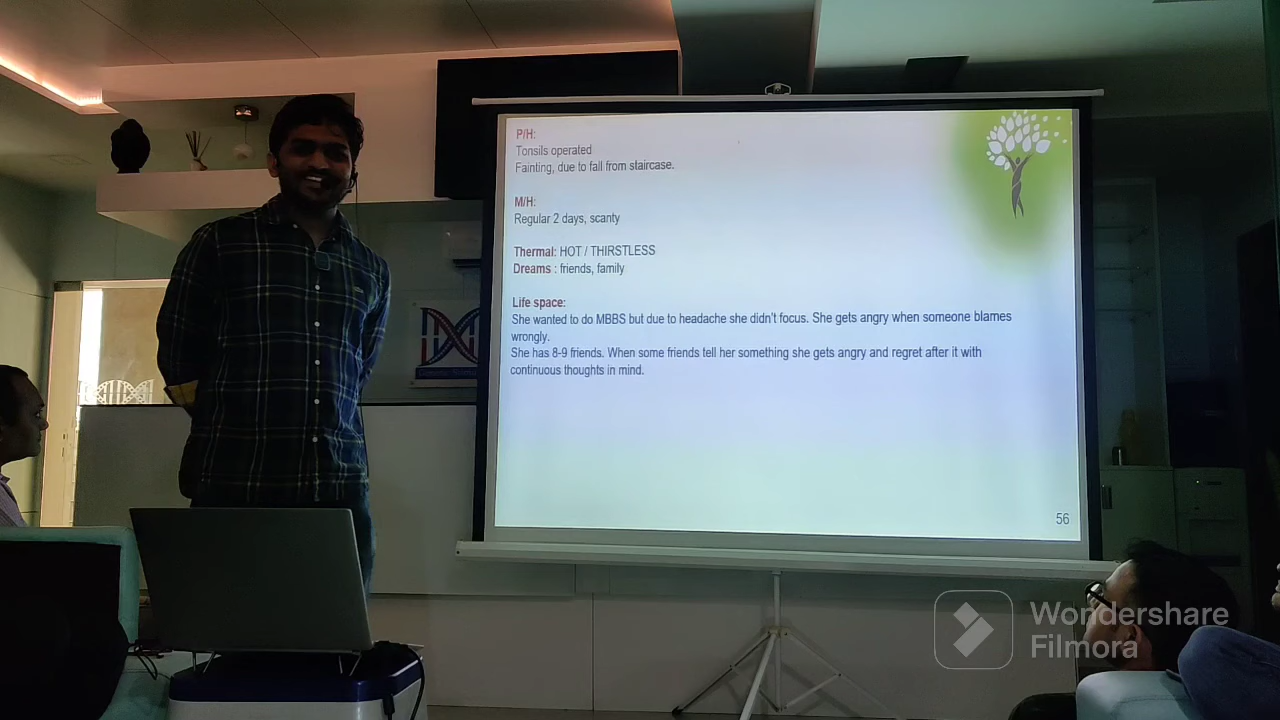 P/H:
Tonsils operated
Fainting, due to fall from staircase.
M/H:
Regular 2 days, scanty
Thermal: HOT / THIRSTLESS
Dreams : friends, family
Life space:
She wanted to do MBBS but due to headache she didn't focus. She gets angry when someone blames
wrongly.
She has 8-9 friends. When some friends tell her something she gets angry and regret after it with
continuous thoughts in mind.
56
Wondershare
Filmora